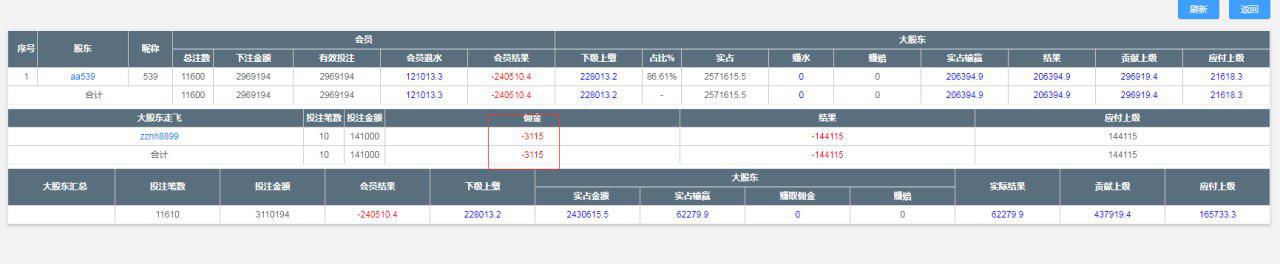 刷新 返回
序号 股东 昵称 会员 大股东
总注数 下注金额 有效投注 会员退水 会员结果 下级上缴 占比% 实占 赚水 赚赔 实占输赢 结果 贡献上级 应付上级
1 aa539 539 11600 2969194 2969194 121013.3 -240510.4 228013.2 86.61% 2571615.5 0 0 206394.9 206394.9 296919.4 21618.3
合计 11600 2969194 2969194 121013.3 -240510.4 228013.2 - 2571615.5 0 0 206394.9 206394.9 296919.4 21618.3
大股东走飞 投注笔数 投注金额 佣金 结果 应付上级
zzhh8899 10 141000 -3115 -144115 144115
合计 10 141000 -3115 -144115 144115
大股东汇总 投注笔数 投注金额 会员结果 下级上缴 大股东 实际结果 贡献上级 应付上级
实占金额 实占输赢 赚取佣金 赚赔
11610 3110194 -240510.4 228013.2 2430615.5 62279.9 0 0 62279.9 437919.4 165733.3